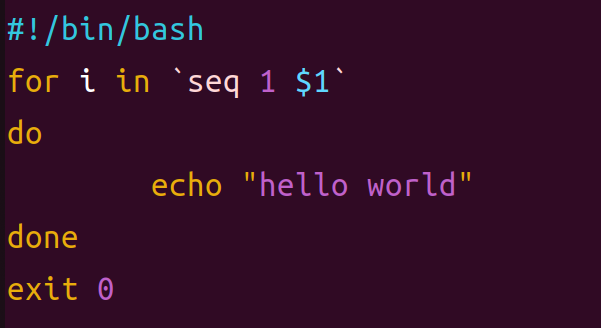 #!/bin/bash
for i in `seq 1 $1`
do
        echo "hello world"
done
exit 0